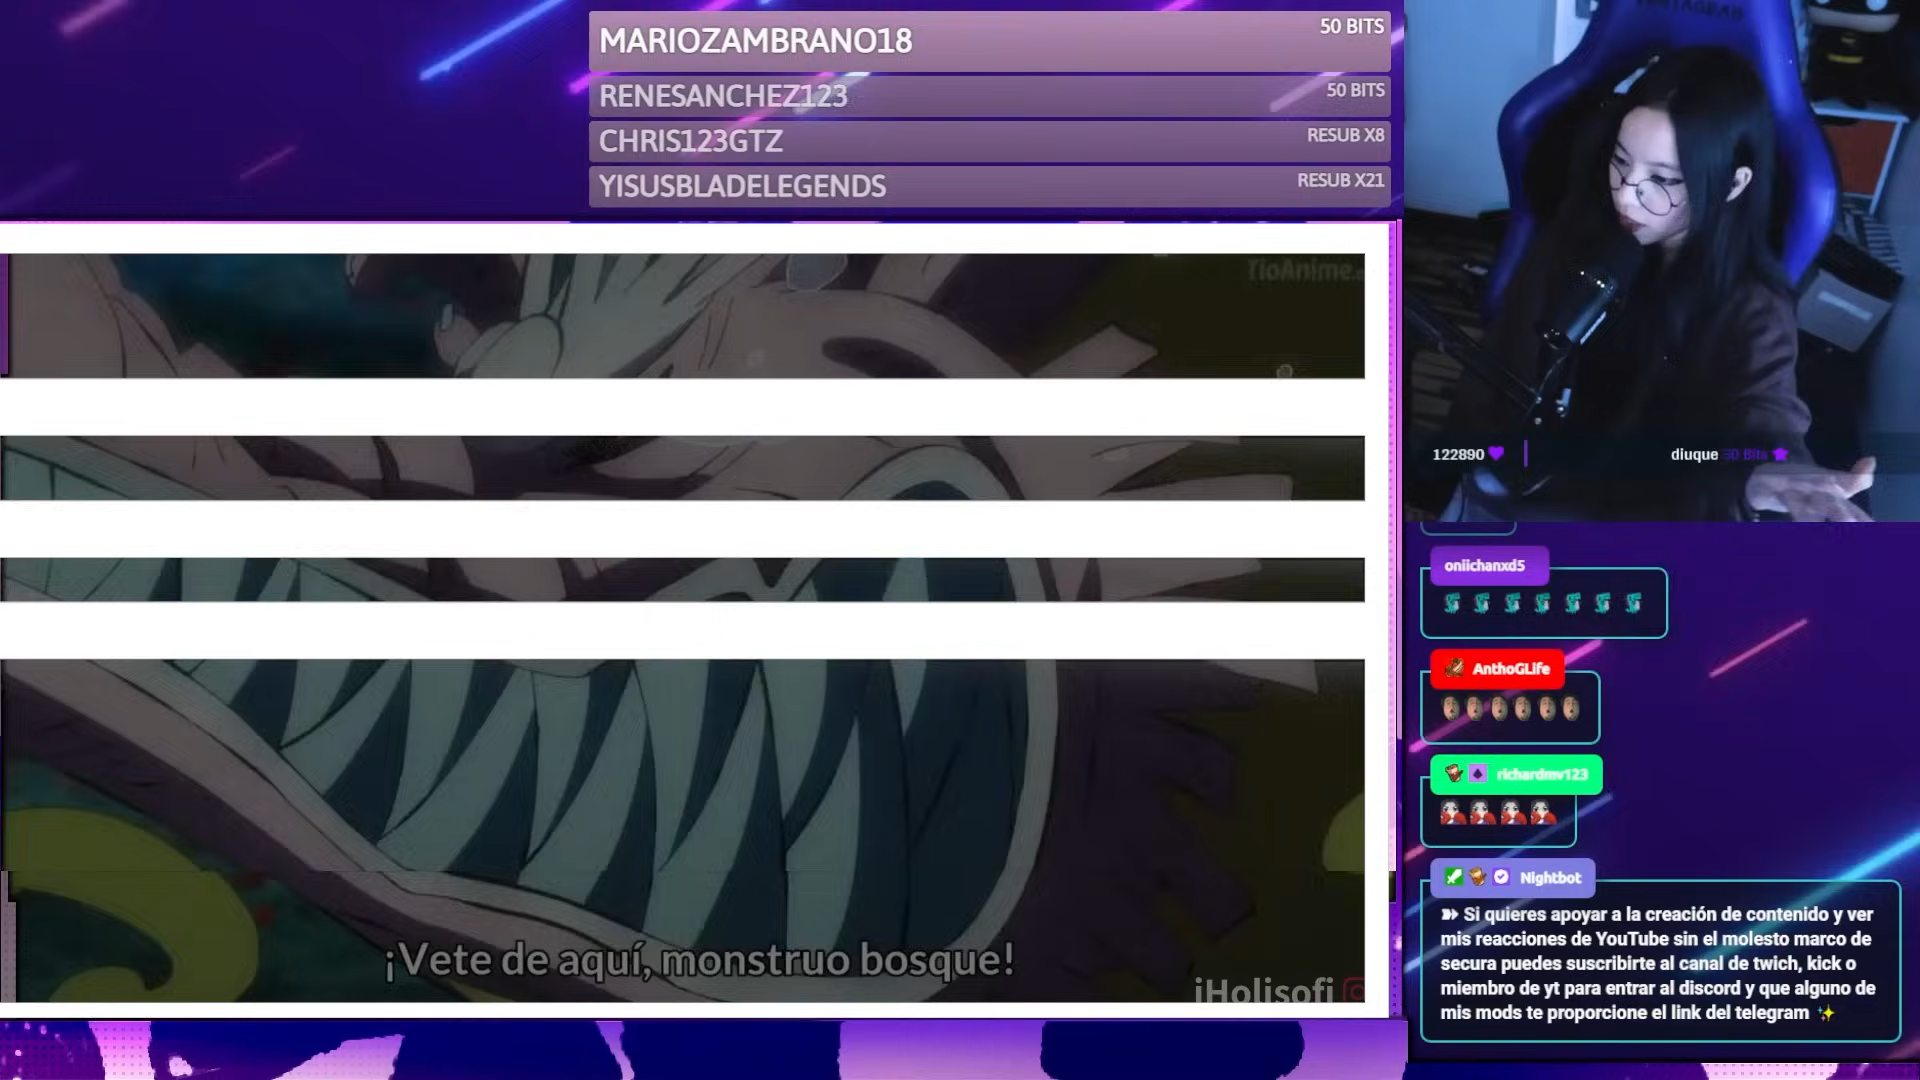 MARIOZAMBRANO18 50 BITS
RENESANCHEZ123 50 BITS
CHRIS123GTZ RESUB X8
YISUSBLADELEGENDS RESUB X21
TioAnime.
¡Vete de aquí, monstruo bosque!
iHolisofi
122890
diuque 30 Bits
oniichanxd5
AnthoGLife
richardmv123
Nightbot
Si quieres apoyar a la creación de contenido y ver
mis reacciones de YouTube sin el molesto marco de
secura puedes suscribirte al canal de twich, kick o
miembro de yt para entrar al discord y que alguno de
mis mods te proporcione el link del telegram ✨